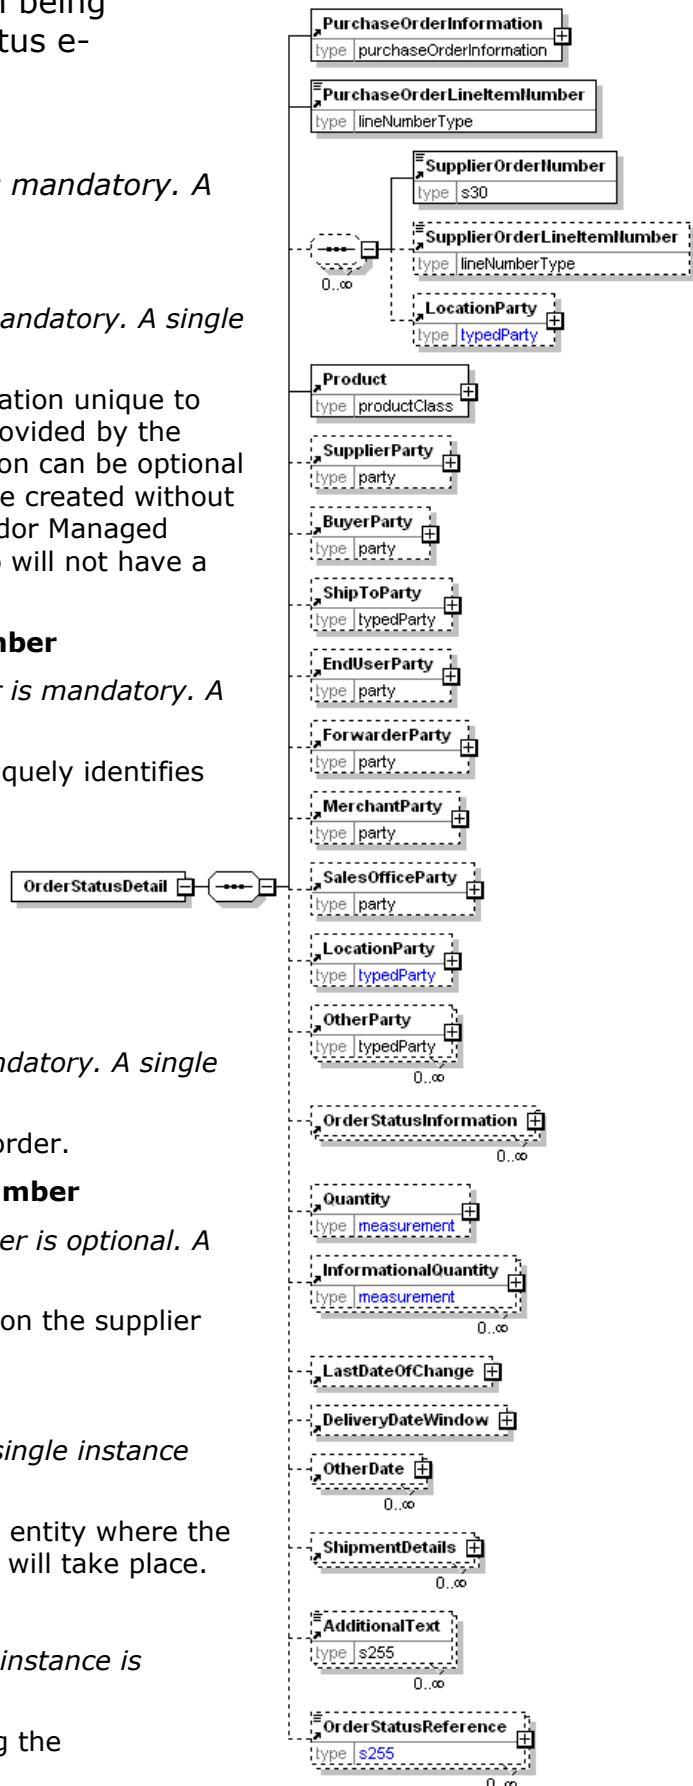 n being
tus e-
mandatory. A
andatory. A single
ation unique to
ovided by the
on can be optional
e created without
dor Managed
will not have a
nber
r is mandatory. A
quely identifies
ndatory. A single
order.
umber
er is optional. A
on the supplier
single instance
entity where the
will take place.
instance is
g the
OrderStatusDetail
PurchaseOrderInformation
type purchaseOrderInformation
PurchaseOrderLineItemNumber
type lineNumberType
0..∞
SupplierOrderNumber
type s30
SupplierOrderLineItemNumber
type lineNumberType
LocationParty
type typedParty
Product
type productClass
SupplierParty
type party
BuyerParty
type party
ShipToParty
type typedParty
EndUserParty
type party
ForwarderParty
type party
MerchantParty
type party
SalesOfficeParty
type party
LocationParty
type typedParty
OtherParty
type typedParty
0..∞
OrderStatusInformation
0..∞
Quantity
type measurement
InformationalQuantity
type measurement
0..∞
LastDateOfChange
DeliveryDateWindow
OtherDate
0..∞
ShipmentDetails
0..∞
AdditionalText
type s255
0..∞
OrderStatusReference
type s255
0..∞